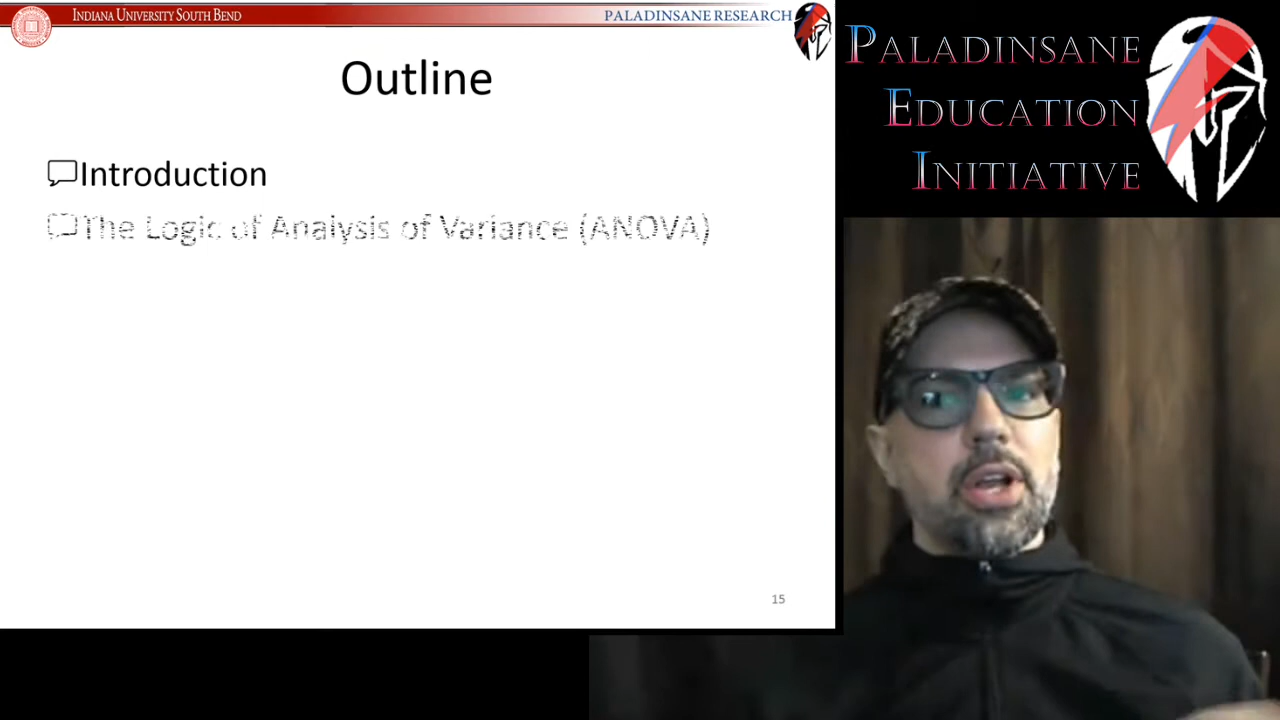 INDIANA UNIVERSITY SOUTH BEND
PALADINSANE RESEARCH
Outline
Introduction
The Logic of Analysis of Variance (ANOVA)
15
PALADINSANE
EDUCATION
INITIATIVE